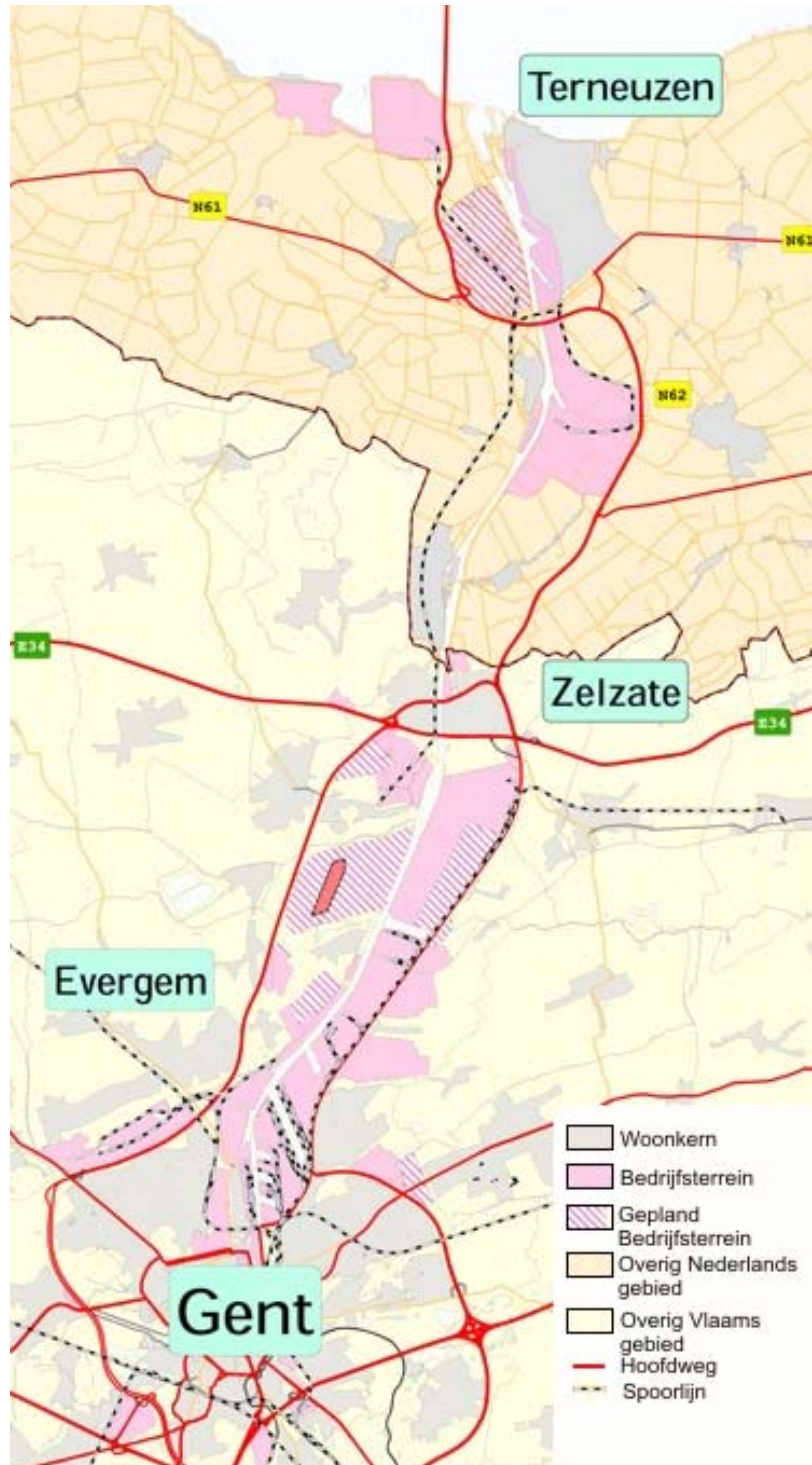 Terneuzen
N61
N61
N62
E34
Zelzate
E34
Evergem
Gent
Woonkern
Bedrijfsterrein
Gepland
Bedrijfsterrein
Overig Nederlands
gebied
Overig Vlaams
gebied
Hoofdweg
Spoorlijn